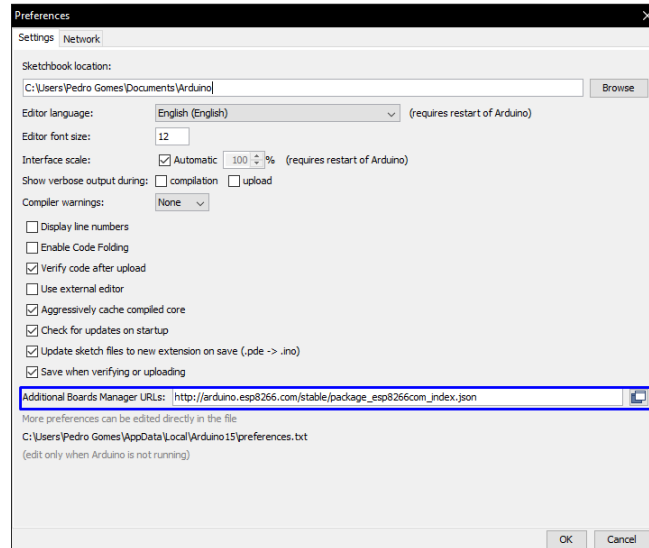 Preferences
Settings Network
Sketchbook location:
C:\Users\Pedro Gomes\Documents\Arduino Browse
Editor language: English (English) (requires restart of Arduino)
Editor font size: 12
Interface scale: Automatic 100 % (requires restart of Arduino)
Show verbose output during: compilation upload
Compiler warnings: None
Display line numbers
Enable Code Folding
Verify code after upload
Use external editor
Aggressively cache compiled core
Check for updates on startup
Update sketch files to new extension on save (.pde -> .ino)
Save when verifying or uploading
Additional Boards Manager URLs: http://arduino.esp8266.com/stable/package_esp8266com_index.json
More preferences can be edited directly in the file
C:\Users\Pedro Gomes\AppData\Local\Arduino15\preferences.txt
(edit only when Arduino is not running)
OK Cancel